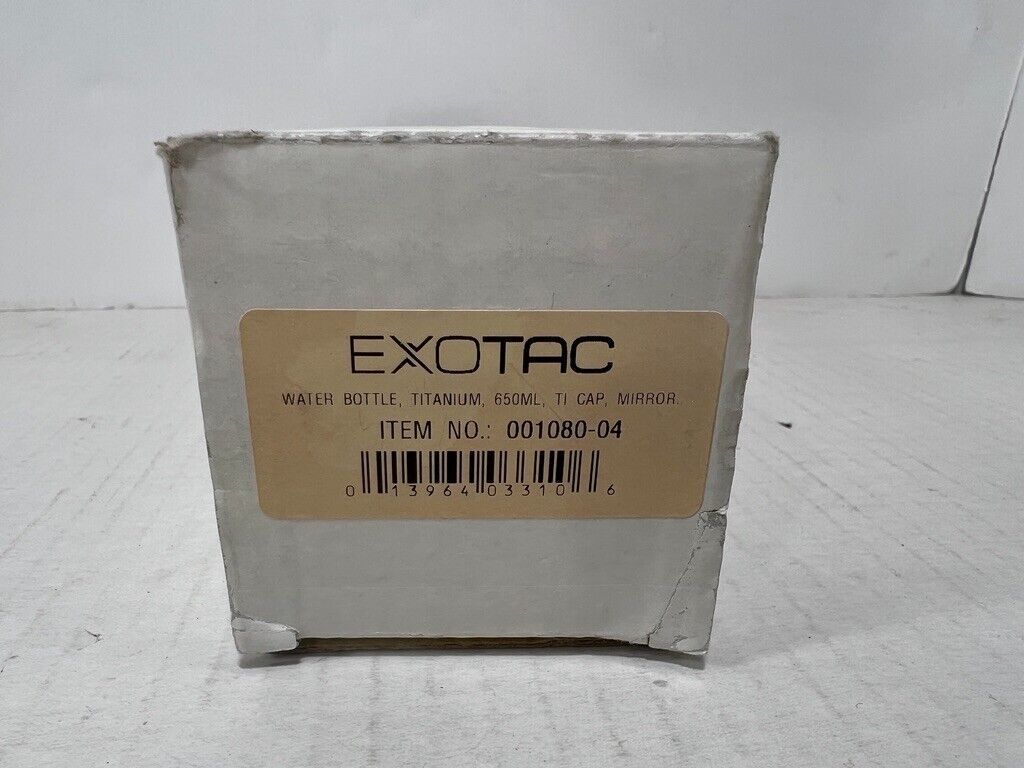 EXOTAC
WATER BOTTLE, TITANIUM, 650ML, TI CAP, MIRROR..
ITEM NO.: 001080-04
0 13964 03310 6